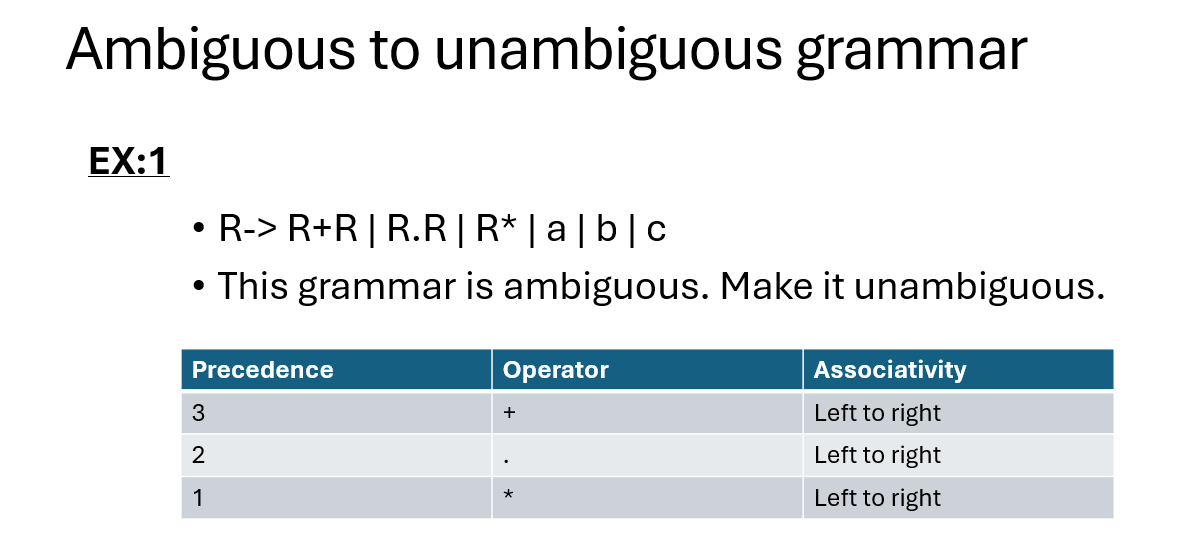 Ambiguous to unambiguous grammar
EX:1
• R-> R+R | R.R | R* | a | b | c
• This grammar is ambiguous. Make it unambiguous.
Precedence Operator Associativity
3 + Left to right
2 . Left to right
1 * Left to right